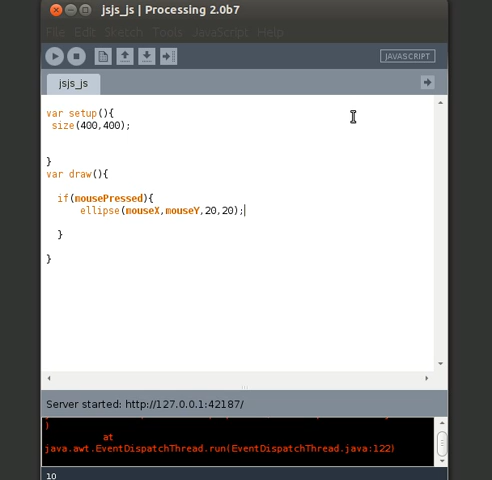 jsjs_js | Processing 2.0b7
File Edit Sketch Tools JavaScript Help
JAVASCRIPT
jsjs_js
var setup(){
size(400,400);
}
var draw(){
if(mousePressed){
ellipse(mouseX,mouseY,20,20);
}
}
Server started: http://127.0.0.1:42187/
)
at
java.awt.EventDispatchThread.run(EventDispatchThread.java:122)
10